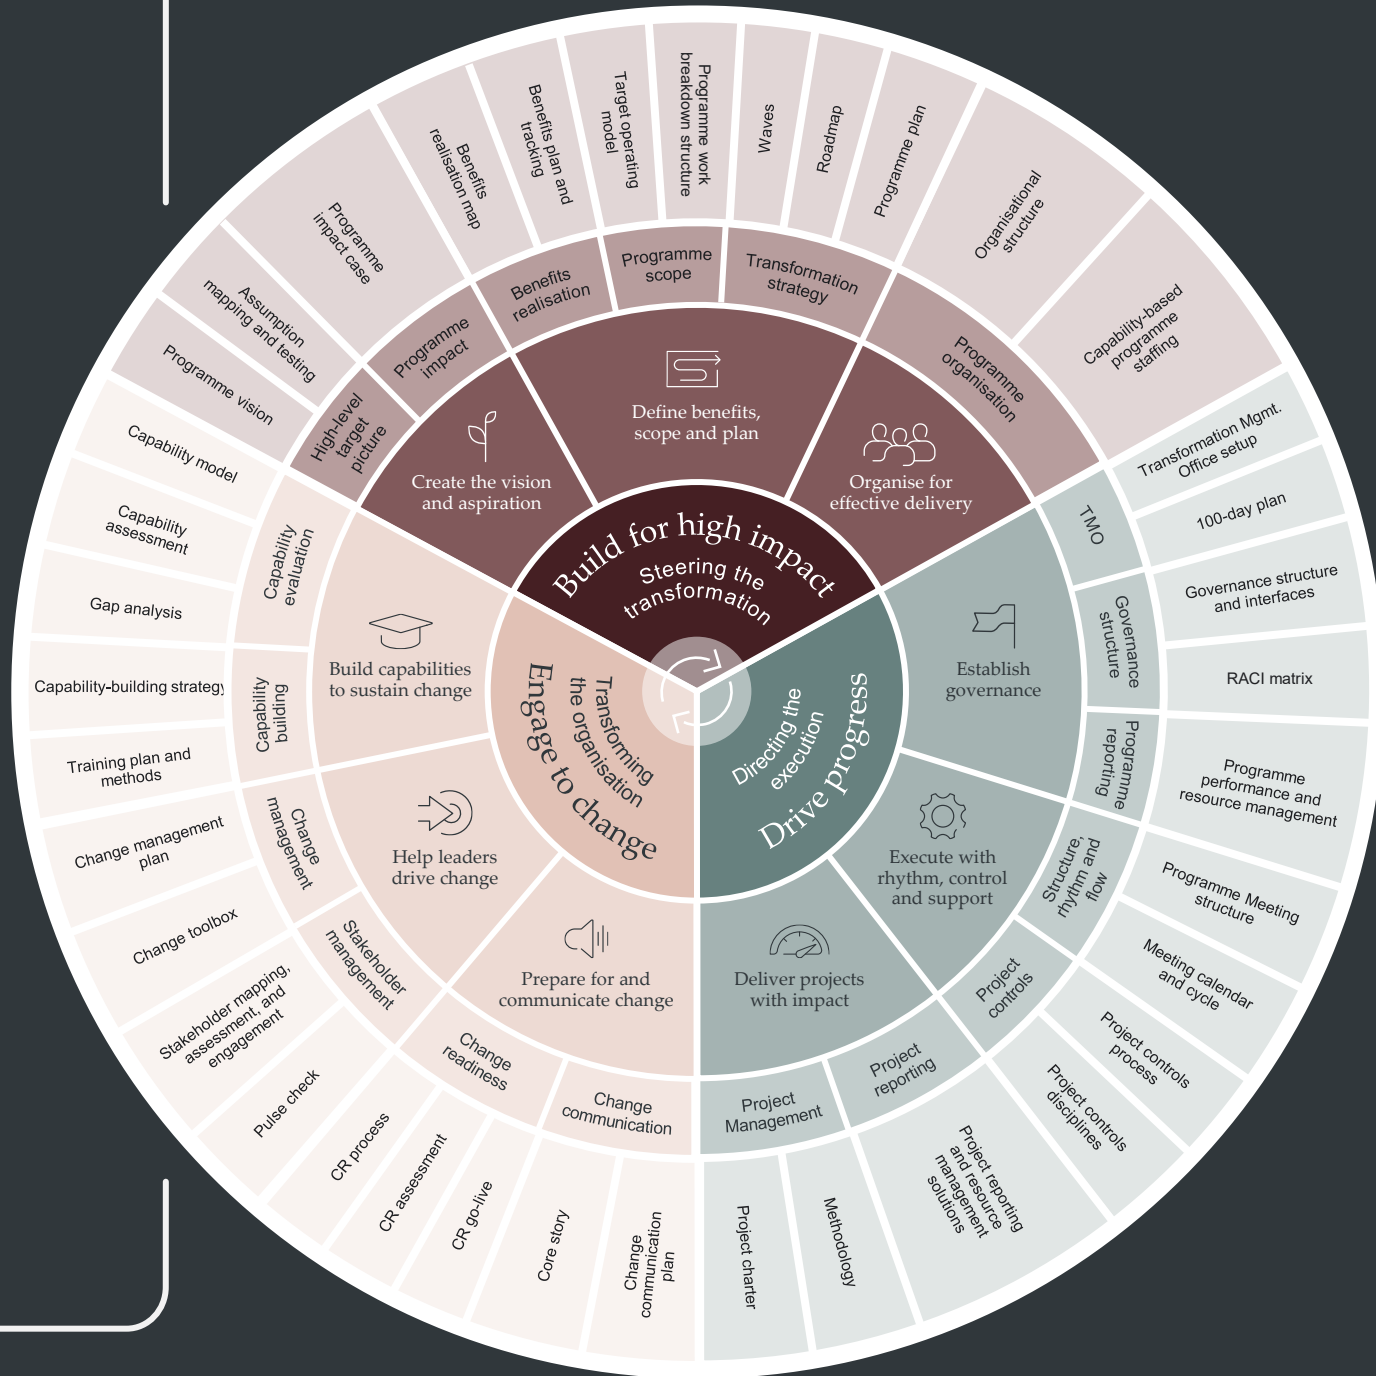 Build for high impact
Steering the
transformation
Drive progress
Directing the
execution
Engage to change
Transforming
the organisation
Create the vision
and aspiration
Define benefits,
scope and plan
Organise for
effective delivery
Establish
governance
Execute with
rhythm, control
and support
Deliver projects
with impact
Prepare for and
communicate change
Help leaders
drive change
Build capabilities
to sustain change
High-level
target
picture
Programme
impact
Benefits
realisation
Programme
scope
Transformation
strategy
Programme
organisation
TMO
Governance
structure
Programme
reporting
Structure,
rhythm and
flow
Project
controls
Project
reporting
Project
Management
Change
communication
Change
readiness
Stakeholder
management
Change
management
Capability
building
Capability
evaluation
Programme vision
Assumption
mapping and testing
Programme
impact case
Benefits
realisation map
Benefits plan and
tracking
Target operating
model
Programme work
breakdown structure
Waves
Roadmap
Programme plan
Organisational
structure
Capability-based
programme
staffing
Transformation Mgmt.
Office setup
100-day plan
Governance structure
and interfaces
RACI matrix
Programme
performance and
resource management
Programme Meeting
structure
Meeting calendar
and cycle
Project controls
process
Project controls
disciplines
Project reporting
and resource
management
solutions
Methodology
Project charter
Change
communication
plan
Core story
CR go-live
CR assessment
CR process
Pulse check
Stakeholder mapping,
assessment, and
engagement
Change toolbox
Change management
plan
Training plan and
methods
Capability-building strategy
Gap analysis
Capability
assessment
Capability model